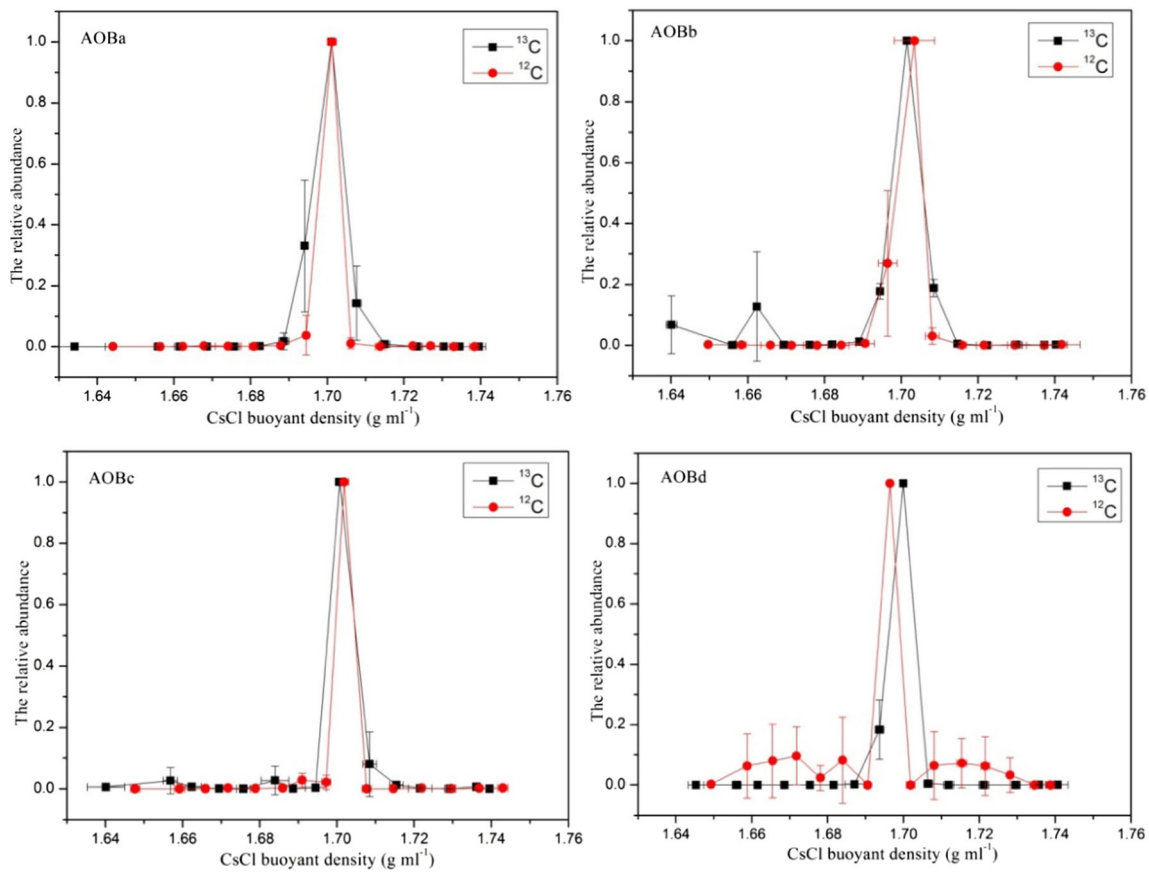 AOBa
¹³C
¹²C
1.0
0.8
0.6
0.4
0.2
0.0
The relative abundance
1.64 1.66 1.68 1.70 1.72 1.74 1.76
CsCl buoyant density (g ml⁻¹)
AOBb
¹³C
¹²C
1.0
0.8
0.6
0.4
0.2
0.0
The relative abundance
1.64 1.66 1.68 1.70 1.72 1.74 1.76
CsCl buoyant density (g ml⁻¹)
AOBc
¹³C
¹²C
1.0
0.8
0.6
0.4
0.2
0.0
The relative abundance
1.64 1.66 1.68 1.70 1.72 1.74 1.76
CsCl buoyant density (g ml⁻¹)
AOBd
¹³C
¹²C
1.0
0.8
0.6
0.4
0.2
0.0
The relative abundance
1.64 1.66 1.68 1.70 1.72 1.74 1.76
CsCl buoyant density (g ml⁻¹)